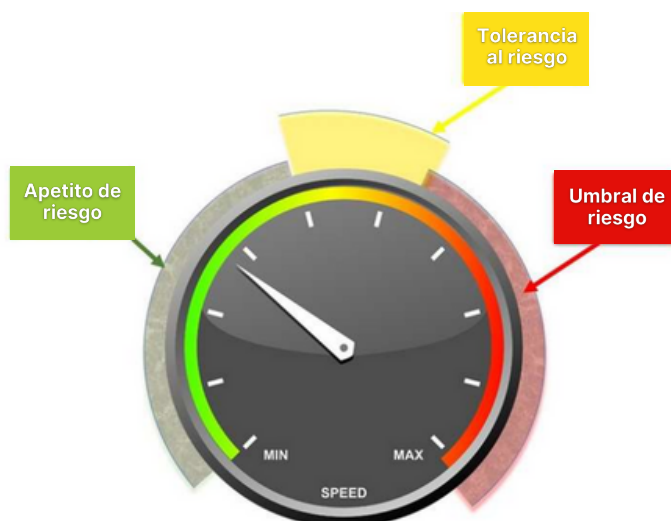 Tolerancia
al riesgo
Apetito de
riesgo
Umbral de
riesgo
MIN
MAX
SPEED